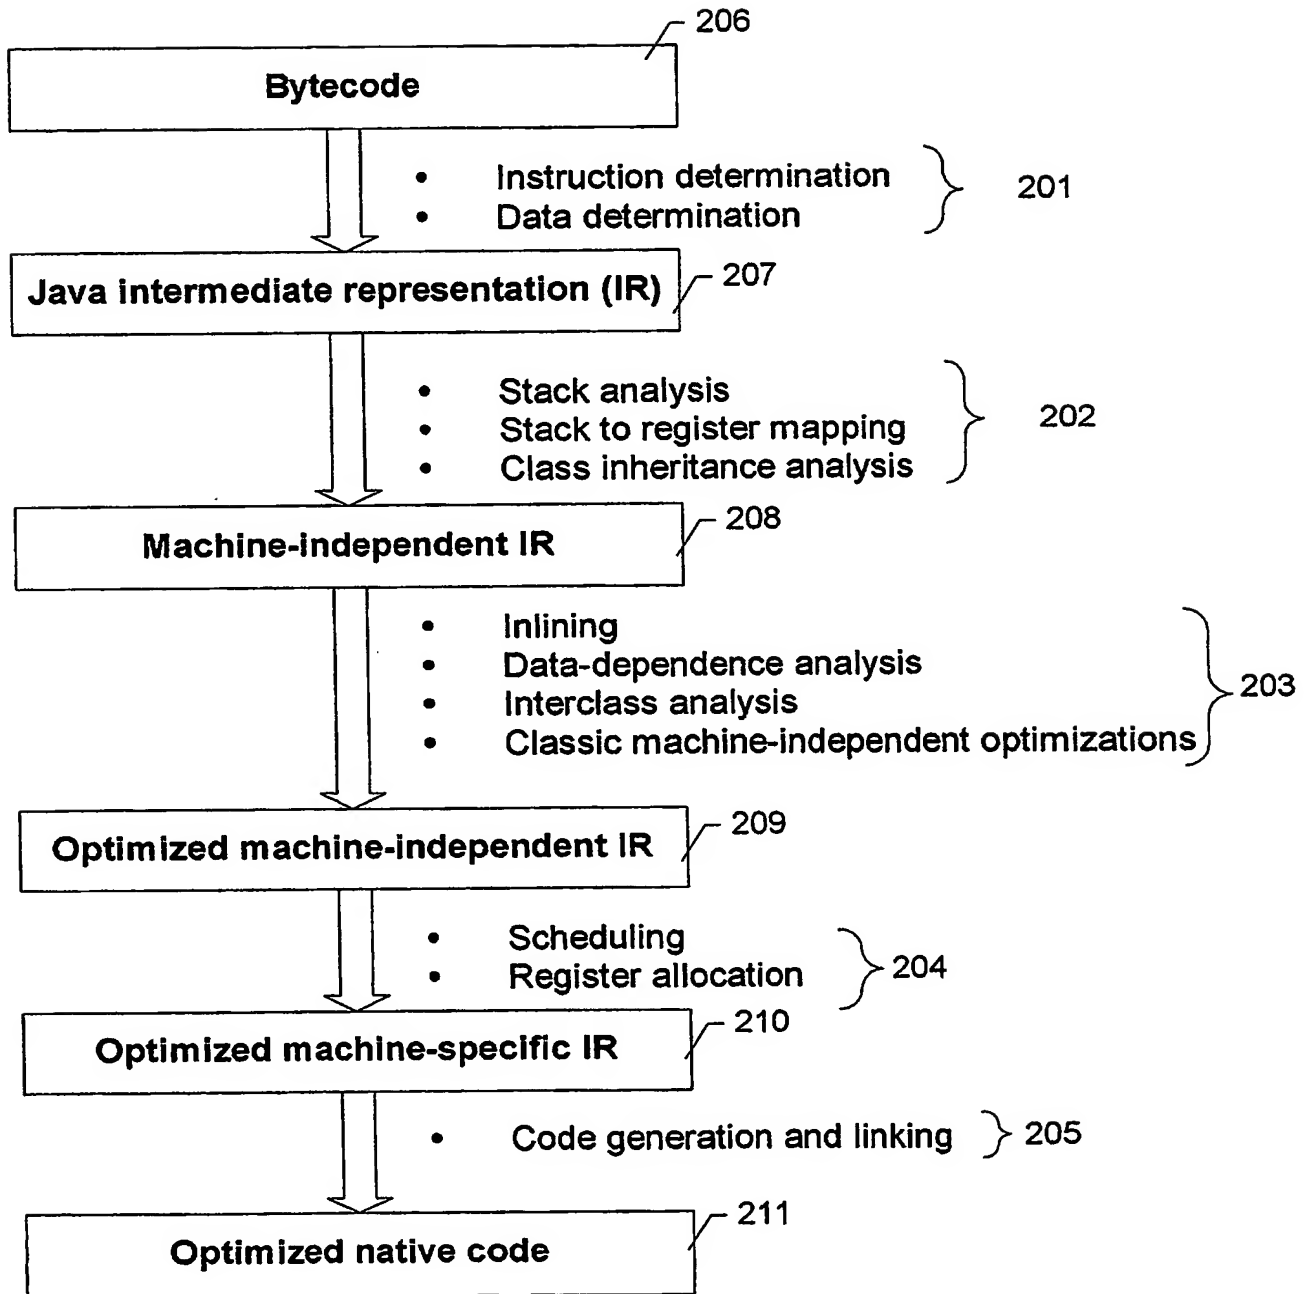 206
Bytecode
• Instruction determination
• Data determination
201
207
Java intermediate representation (IR)
• Stack analysis
• Stack to register mapping
• Class inheritance analysis
202
208
Machine-independent IR
• Inlining
• Data-dependence analysis
• Interclass analysis
• Classic machine-independent optimizations
203
209
Optimized machine-independent IR
• Scheduling
• Register allocation
204
210
Optimized machine-specific IR
• Code generation and linking
205
211
Optimized native code